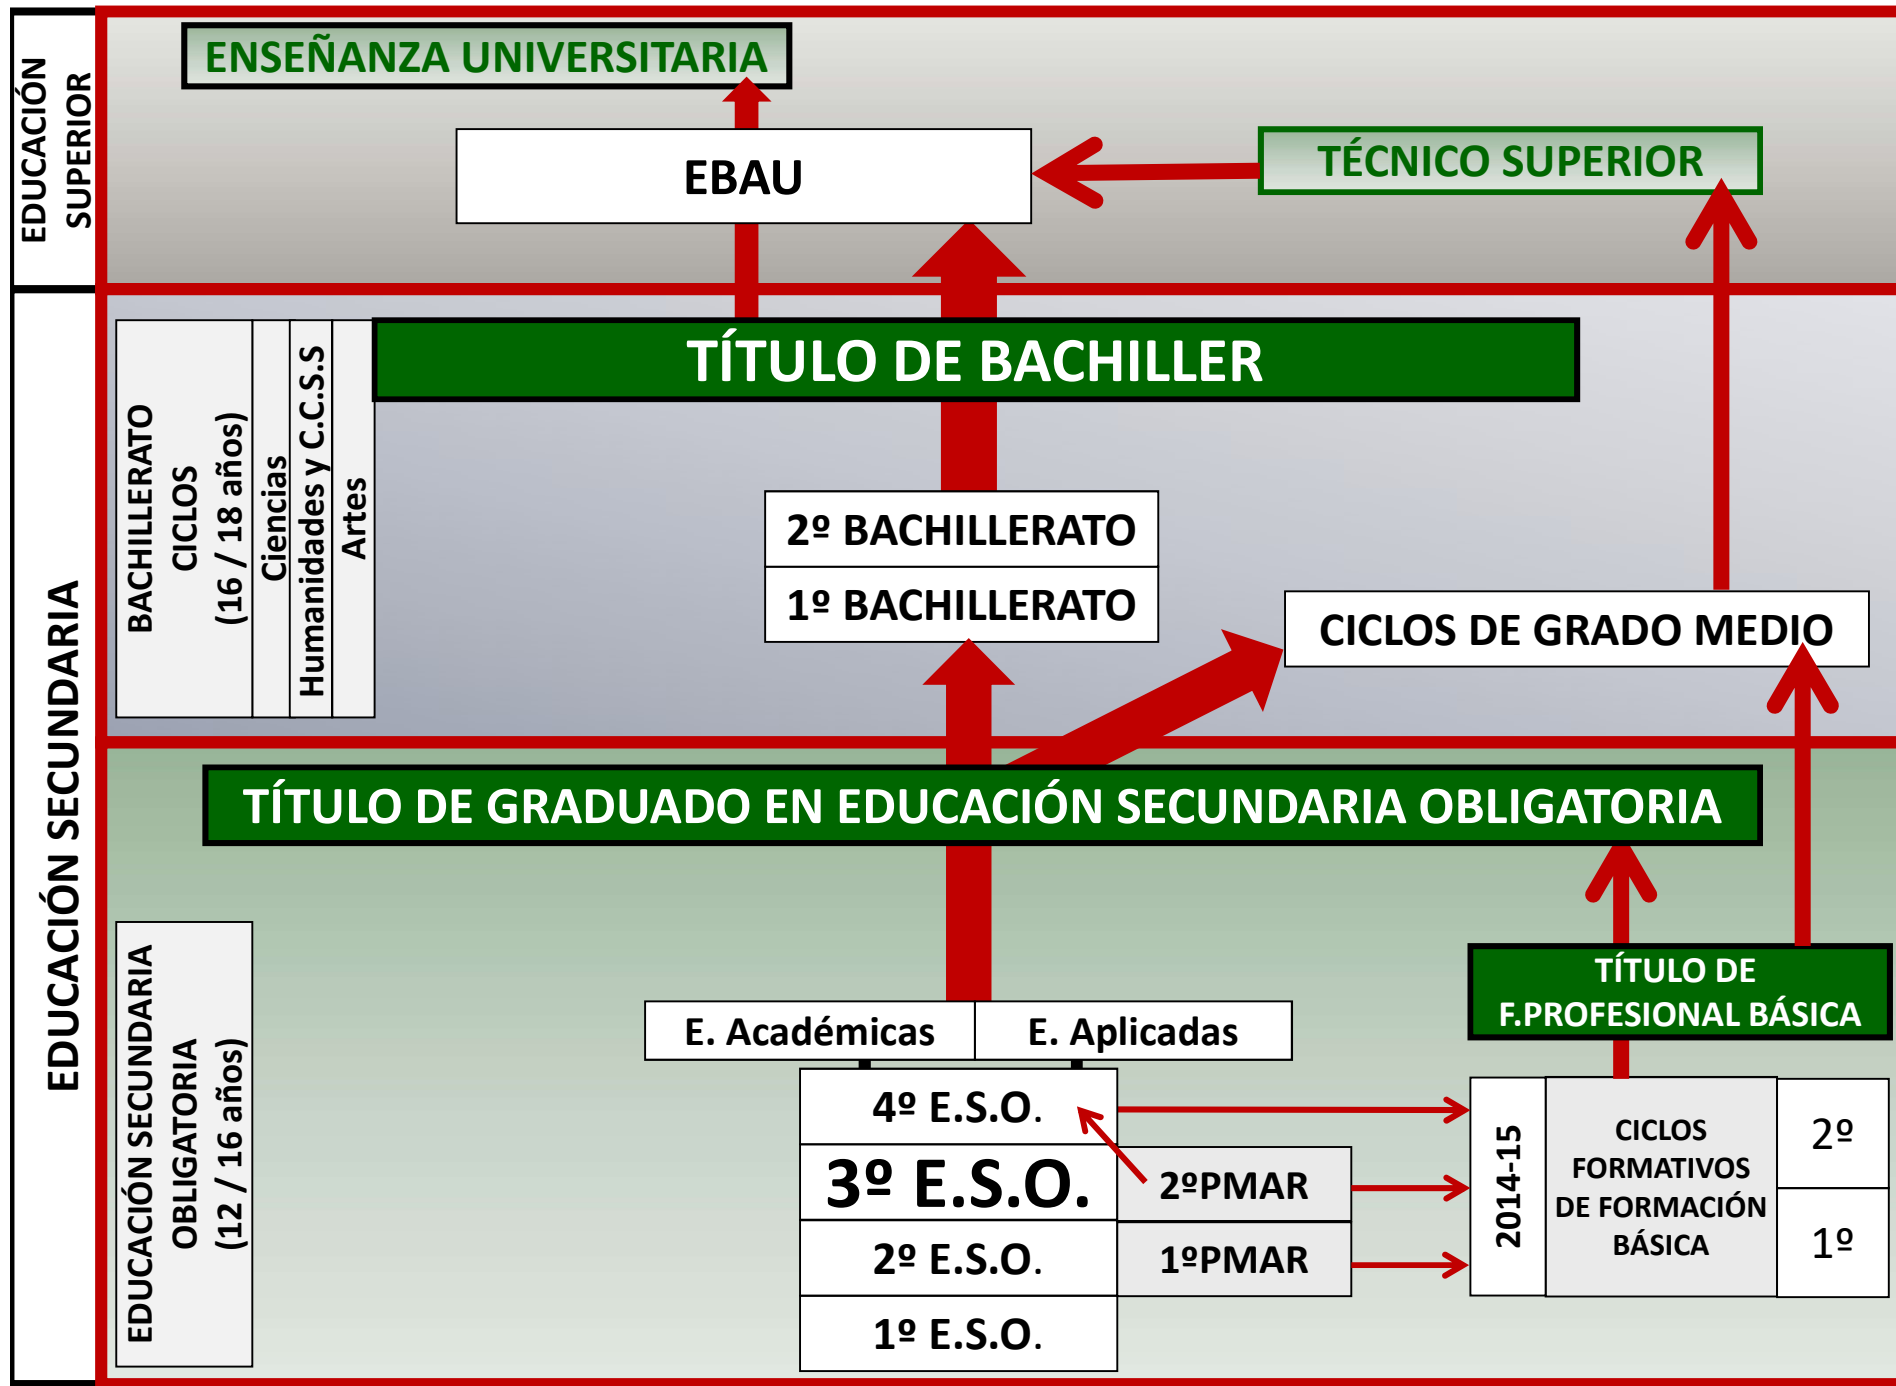 EDUCACIÓN
SUPERIOR
ENSEÑANZA UNIVERSITARIA
EBAU
TÉCNICO SUPERIOR
EDUCACIÓN SECUNDARIA
BACHILLERATO
CICLOS
(16 / 18 años)
Ciencias
Humanidades y C.C.S.S
Artes
TÍTULO DE BACHILLER
2º BACHILLERATO
1º BACHILLERATO
CICLOS DE GRADO MEDIO
TÍTULO DE GRADUADO EN EDUCACIÓN SECUNDARIA OBLIGATORIA
EDUCACIÓN SECUNDARIA
OBLIGATORIA
(12 / 16 años)
E. Académicas
E. Aplicadas
4º E.S.O.
3º E.S.O.
2º E.S.O.
1º E.S.O.
2ºPMAR
1ºPMAR
TÍTULO DE
F.PROFESIONAL BÁSICA
2014-15
CICLOS
FORMATIVOS
DE FORMACIÓN
BÁSICA
2º
1º